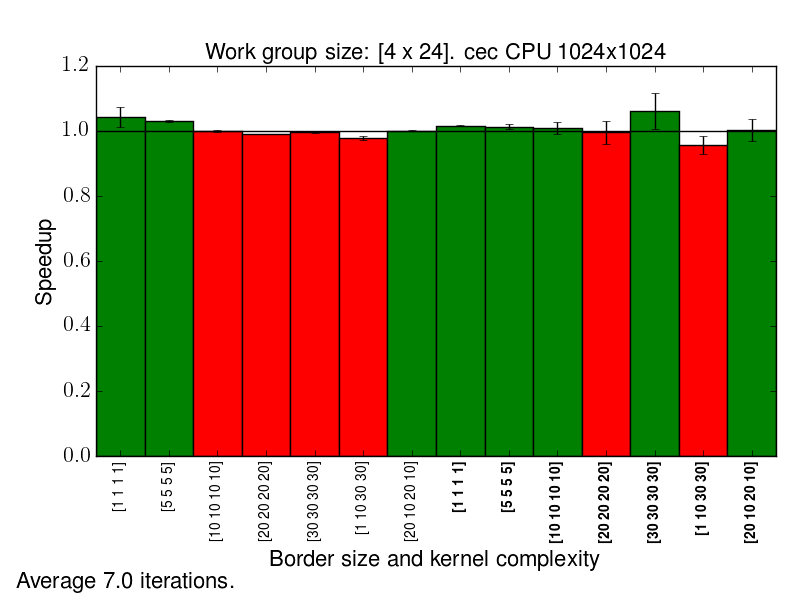 Work group size: [4 x 24]. cec CPU 1024x1024
1.2
1.0
0.8
0.6
0.4
0.2
0.0
Speedup
[1 1 1 1]
[5 5 5 5]
[10 10 10 10]
[20 20 20 20]
[30 30 30 30]
[1 10 30 30]
[20 10 20 10]
[1 1 1 1]
[5 5 5 5]
[10 10 10 10]
[20 20 20 20]
[30 30 30 30]
[1 10 30 30]
[20 10 20 10]
Border size and kernel complexity
Average 7.0 iterations.